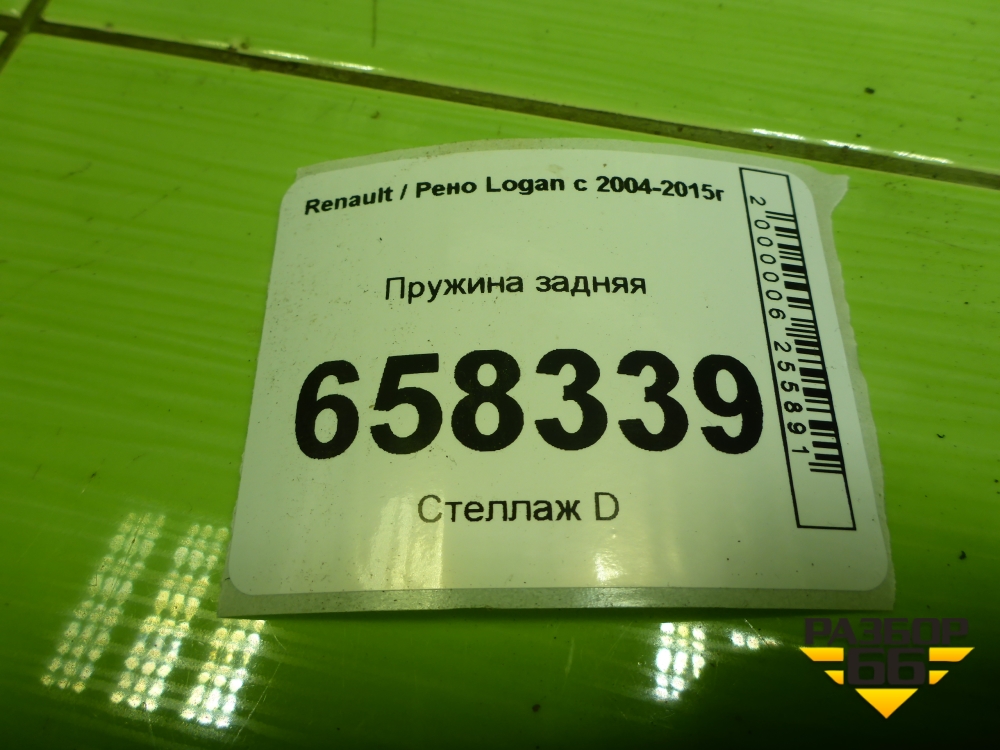 Renault / Рено Logan с 2004-2015г
Пружина задняя
658339
Стеллаж D
2000006255891
РАЗБОР
66